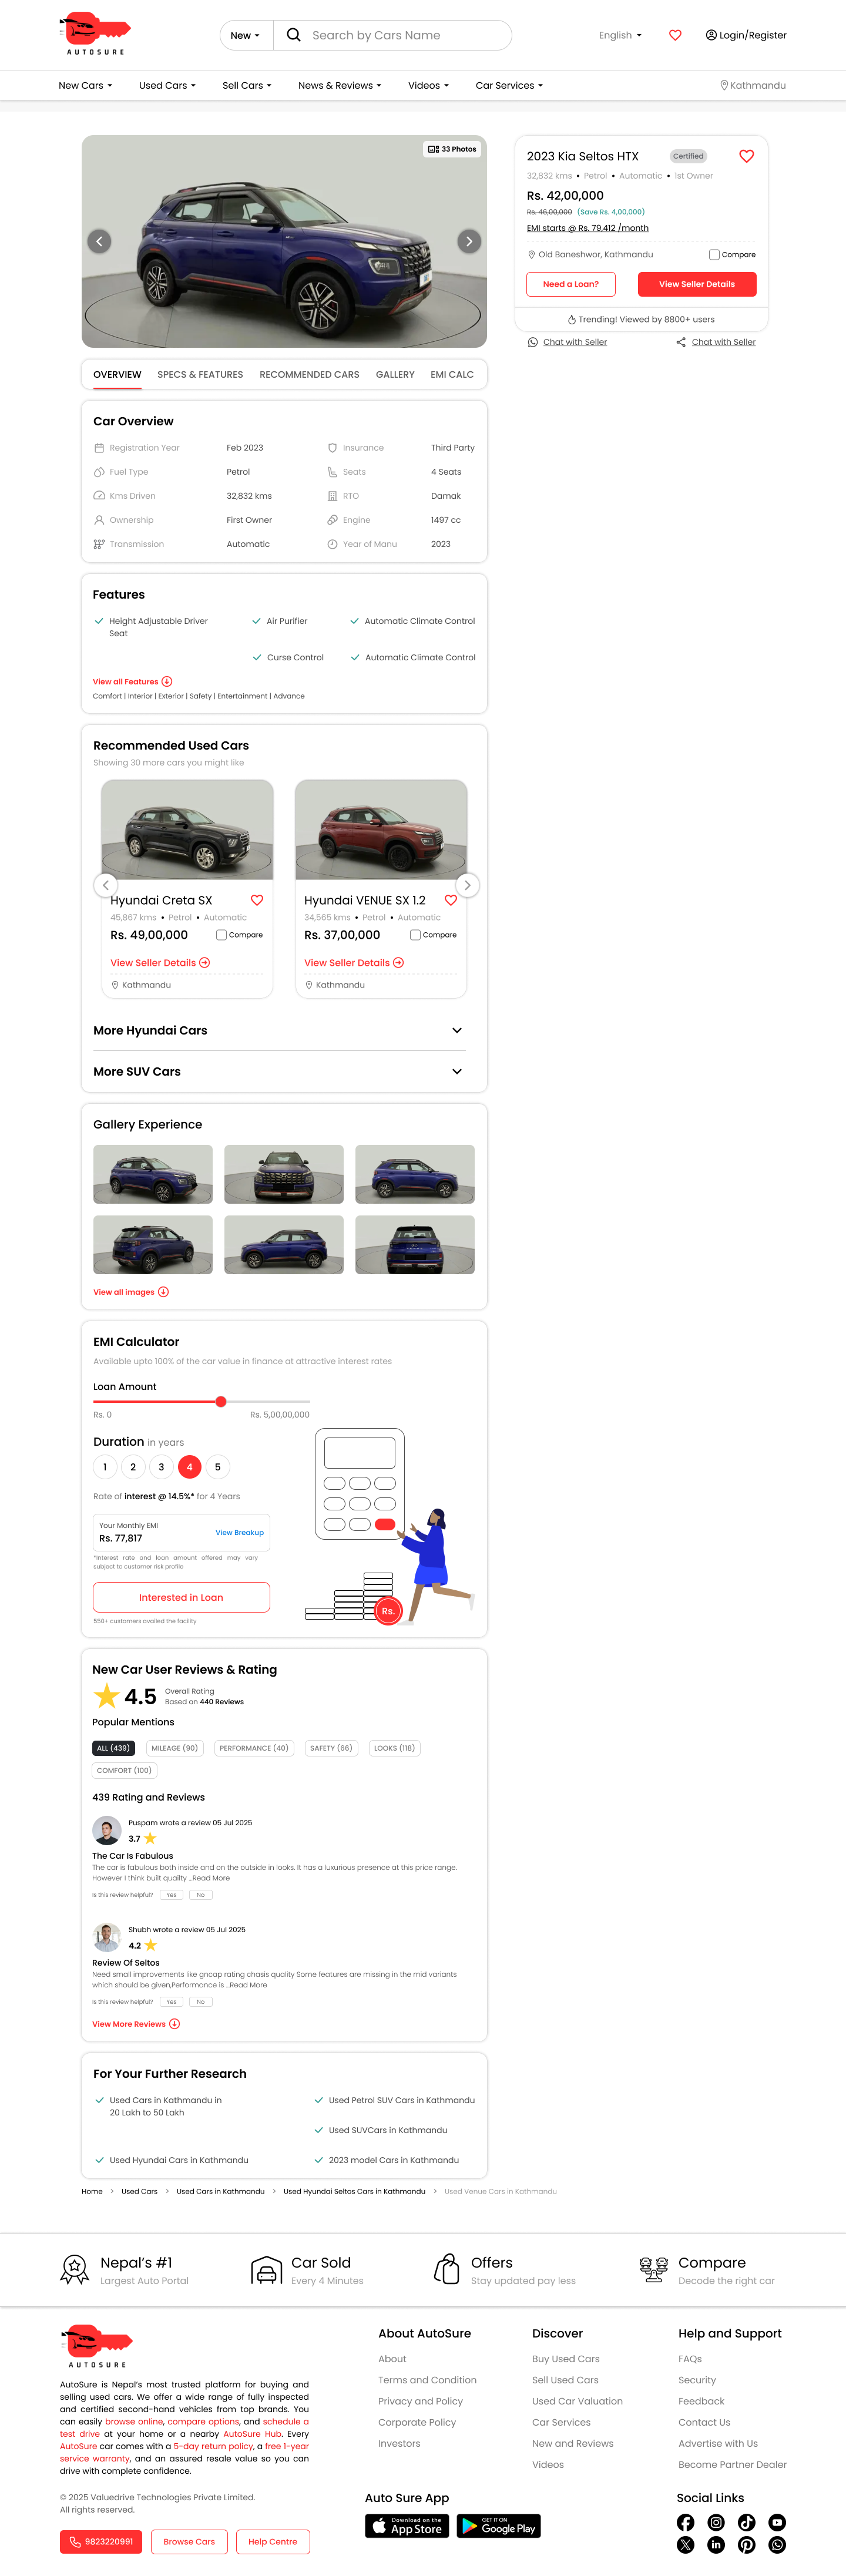 AUTOSURE
New
Search by Cars Name
English
Login/Register
New Cars
Used Cars
Sell Cars
News & Reviews
Videos
Car Services
Kathmandu
33 Photos
2023 Kia Seltos HTX
Certified
32,832 kms • Petrol • Automatic • 1st Owner
Rs. 42,00,000
Rs. 46,00,000 (Save Rs. 4,00,000)
EMI starts @ Rs. 79,412 /month
Old Baneshwor, Kathmandu
Compare
Need a Loan?
View Seller Details
Trending! Viewed by 8800+ users
Chat with Seller
Chat with Seller
OVERVIEW
SPECS & FEATURES
RECOMMENDED CARS
GALLERY
EMI CALC
Car Overview
Registration Year Feb 2023 Insurance Third Party
Fuel Type Petrol Seats 4 Seats
Kms Driven 32,832 kms RTO Damak
Ownership First Owner Engine 1497 cc
Transmission Automatic Year of Manu 2023
Features
Height Adjustable Driver
Seat
Air Purifier
Automatic Climate Control
Curse Control
Automatic Climate Control
View all Features
Comfort | Interior | Exterior | Safety | Entertainment | Advance
Recommended Used Cars
Showing 30 more cars you might like
Hyundai Creta SX
45,867 kms • Petrol • Automatic
Rs. 49,00,000
Compare
View Seller Details
Kathmandu
Hyundai VENUE SX 1.2
34,565 kms • Petrol • Automatic
Rs. 37,00,000
Compare
View Seller Details
Kathmandu
More Hyundai Cars
More SUV Cars
Gallery Experience
View all images
EMI Calculator
Available upto 100% of the car value in finance at attractive interest rates
Loan Amount
Rs. 0
Rs. 5,00,00,000
Duration in years
1 2 3 4 5
Rate of interest @ 14.5%* for 4 Years
Your Monthly EMI
Rs. 77,817
View Breakup
*Interest rate and loan amount offered may vary
subject to customer risk profile
Interested in Loan
550+ customers availed the facility
Rs.
New Car User Reviews & Rating
4.5
Overall Rating
Based on 440 Reviews
Popular Mentions
ALL (439)
MILEAGE (90)
PERFORMANCE (40)
SAFETY (66)
LOOKS (118)
COMFORT (100)
439 Rating and Reviews
Puspam wrote a review 05 Jul 2025
3.7
The Car Is Fabulous
The car is fabulous both inside and on the outside in looks. It has a luxurious presence at this price range.
However I think built quailty ...Read More
Is this review helpful? Yes No
Shubh wrote a review 05 Jul 2025
4.2
Review Of Seltos
Need small improvements like gncap rating chasis quality Some features are missing in the mid variants
which should be given,Performance is ...Read More
Is this review helpful? Yes No
View More Reviews
For Your Further Research
Used Cars in Kathmandu in
20 Lakh to 50 Lakh
Used Petrol SUV Cars in Kathmandu
Used SUVCars in Kathmandu
Used Hyundai Cars in Kathmandu
2023 model Cars in Kathmandu
Home > Used Cars > Used Cars in Kathmandu > Used Hyundai Seltos Cars in Kathmandu > Used Venue Cars in Kathmandu
Nepal's #1
Largest Auto Portal
Car Sold
Every 4 Minutes
Offers
Stay updated pay less
Compare
Decode the right car
AUTOSURE
AutoSure is Nepal's most trusted platform for buying and
selling used cars. We offer a wide range of fully inspected
and certified second-hand vehicles from top brands. You
can easily browse online, compare options, and schedule a
test drive at your home or a nearby AutoSure Hub. Every
AutoSure car comes with a 5-day return policy, a free 1-year
service warranty, and an assured resale value so you can
drive with complete confidence.
© 2025 Valuedrive Technologies Private Limited.
All rights reserved.
9823220991
Browse Cars
Help Centre
About AutoSure
About
Terms and Condition
Privacy and Policy
Corporate Policy
Investors
Discover
Buy Used Cars
Sell Used Cars
Used Car Valuation
Car Services
New and Reviews
Videos
Help and Support
FAQs
Security
Feedback
Contact Us
Advertise with Us
Become Partner Dealer
Auto Sure App
Download on the
App Store
GET IT ON
Google Play
Social Links